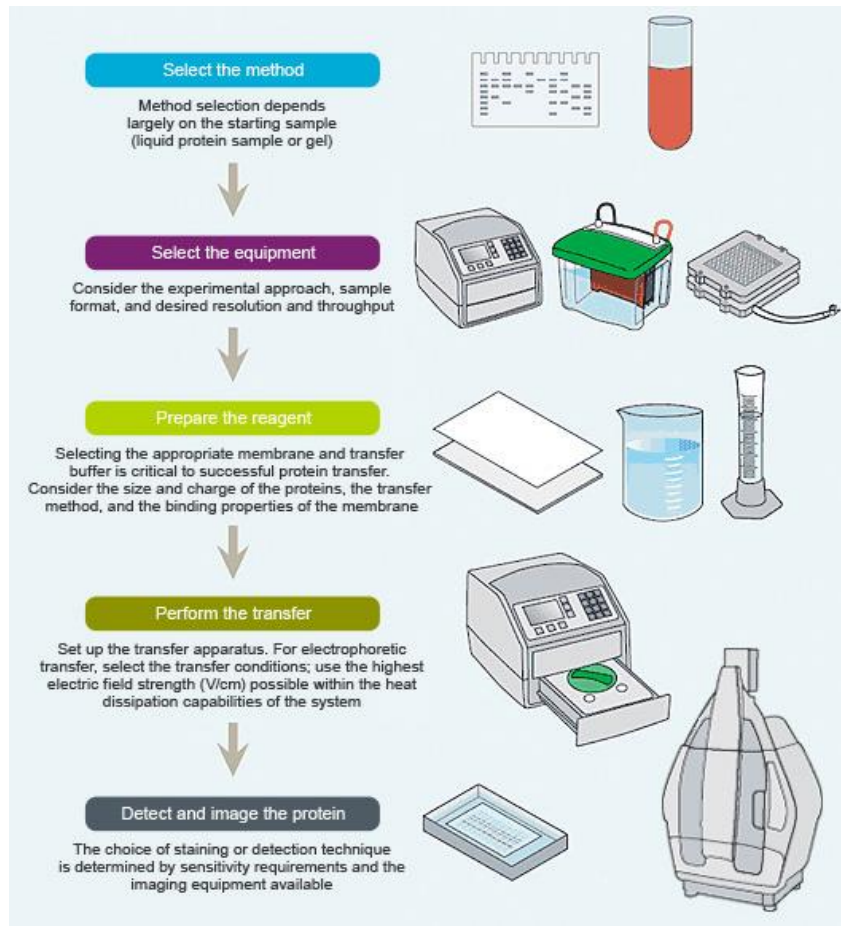 Select the method
Method selection depends
largely on the starting sample
(liquid protein sample or gel)
Select the equipment
Consider the experimental approach, sample
format, and desired resolution and throughput
Prepare the reagent
Selecting the appropriate membrane and transfer
buffer is critical to successful protein transfer.
Consider the size and charge of the proteins, the transfer
method, and the binding properties of the membrane
Perform the transfer
Set up the transfer apparatus. For electrophoretic
transfer, select the transfer conditions; use the highest
electric field strength (V/cm) possible within the heat
dissipation capabilities of the system
Detect and image the protein
The choice of staining or detection technique
is determined by sensitivity requirements and the
imaging equipment available